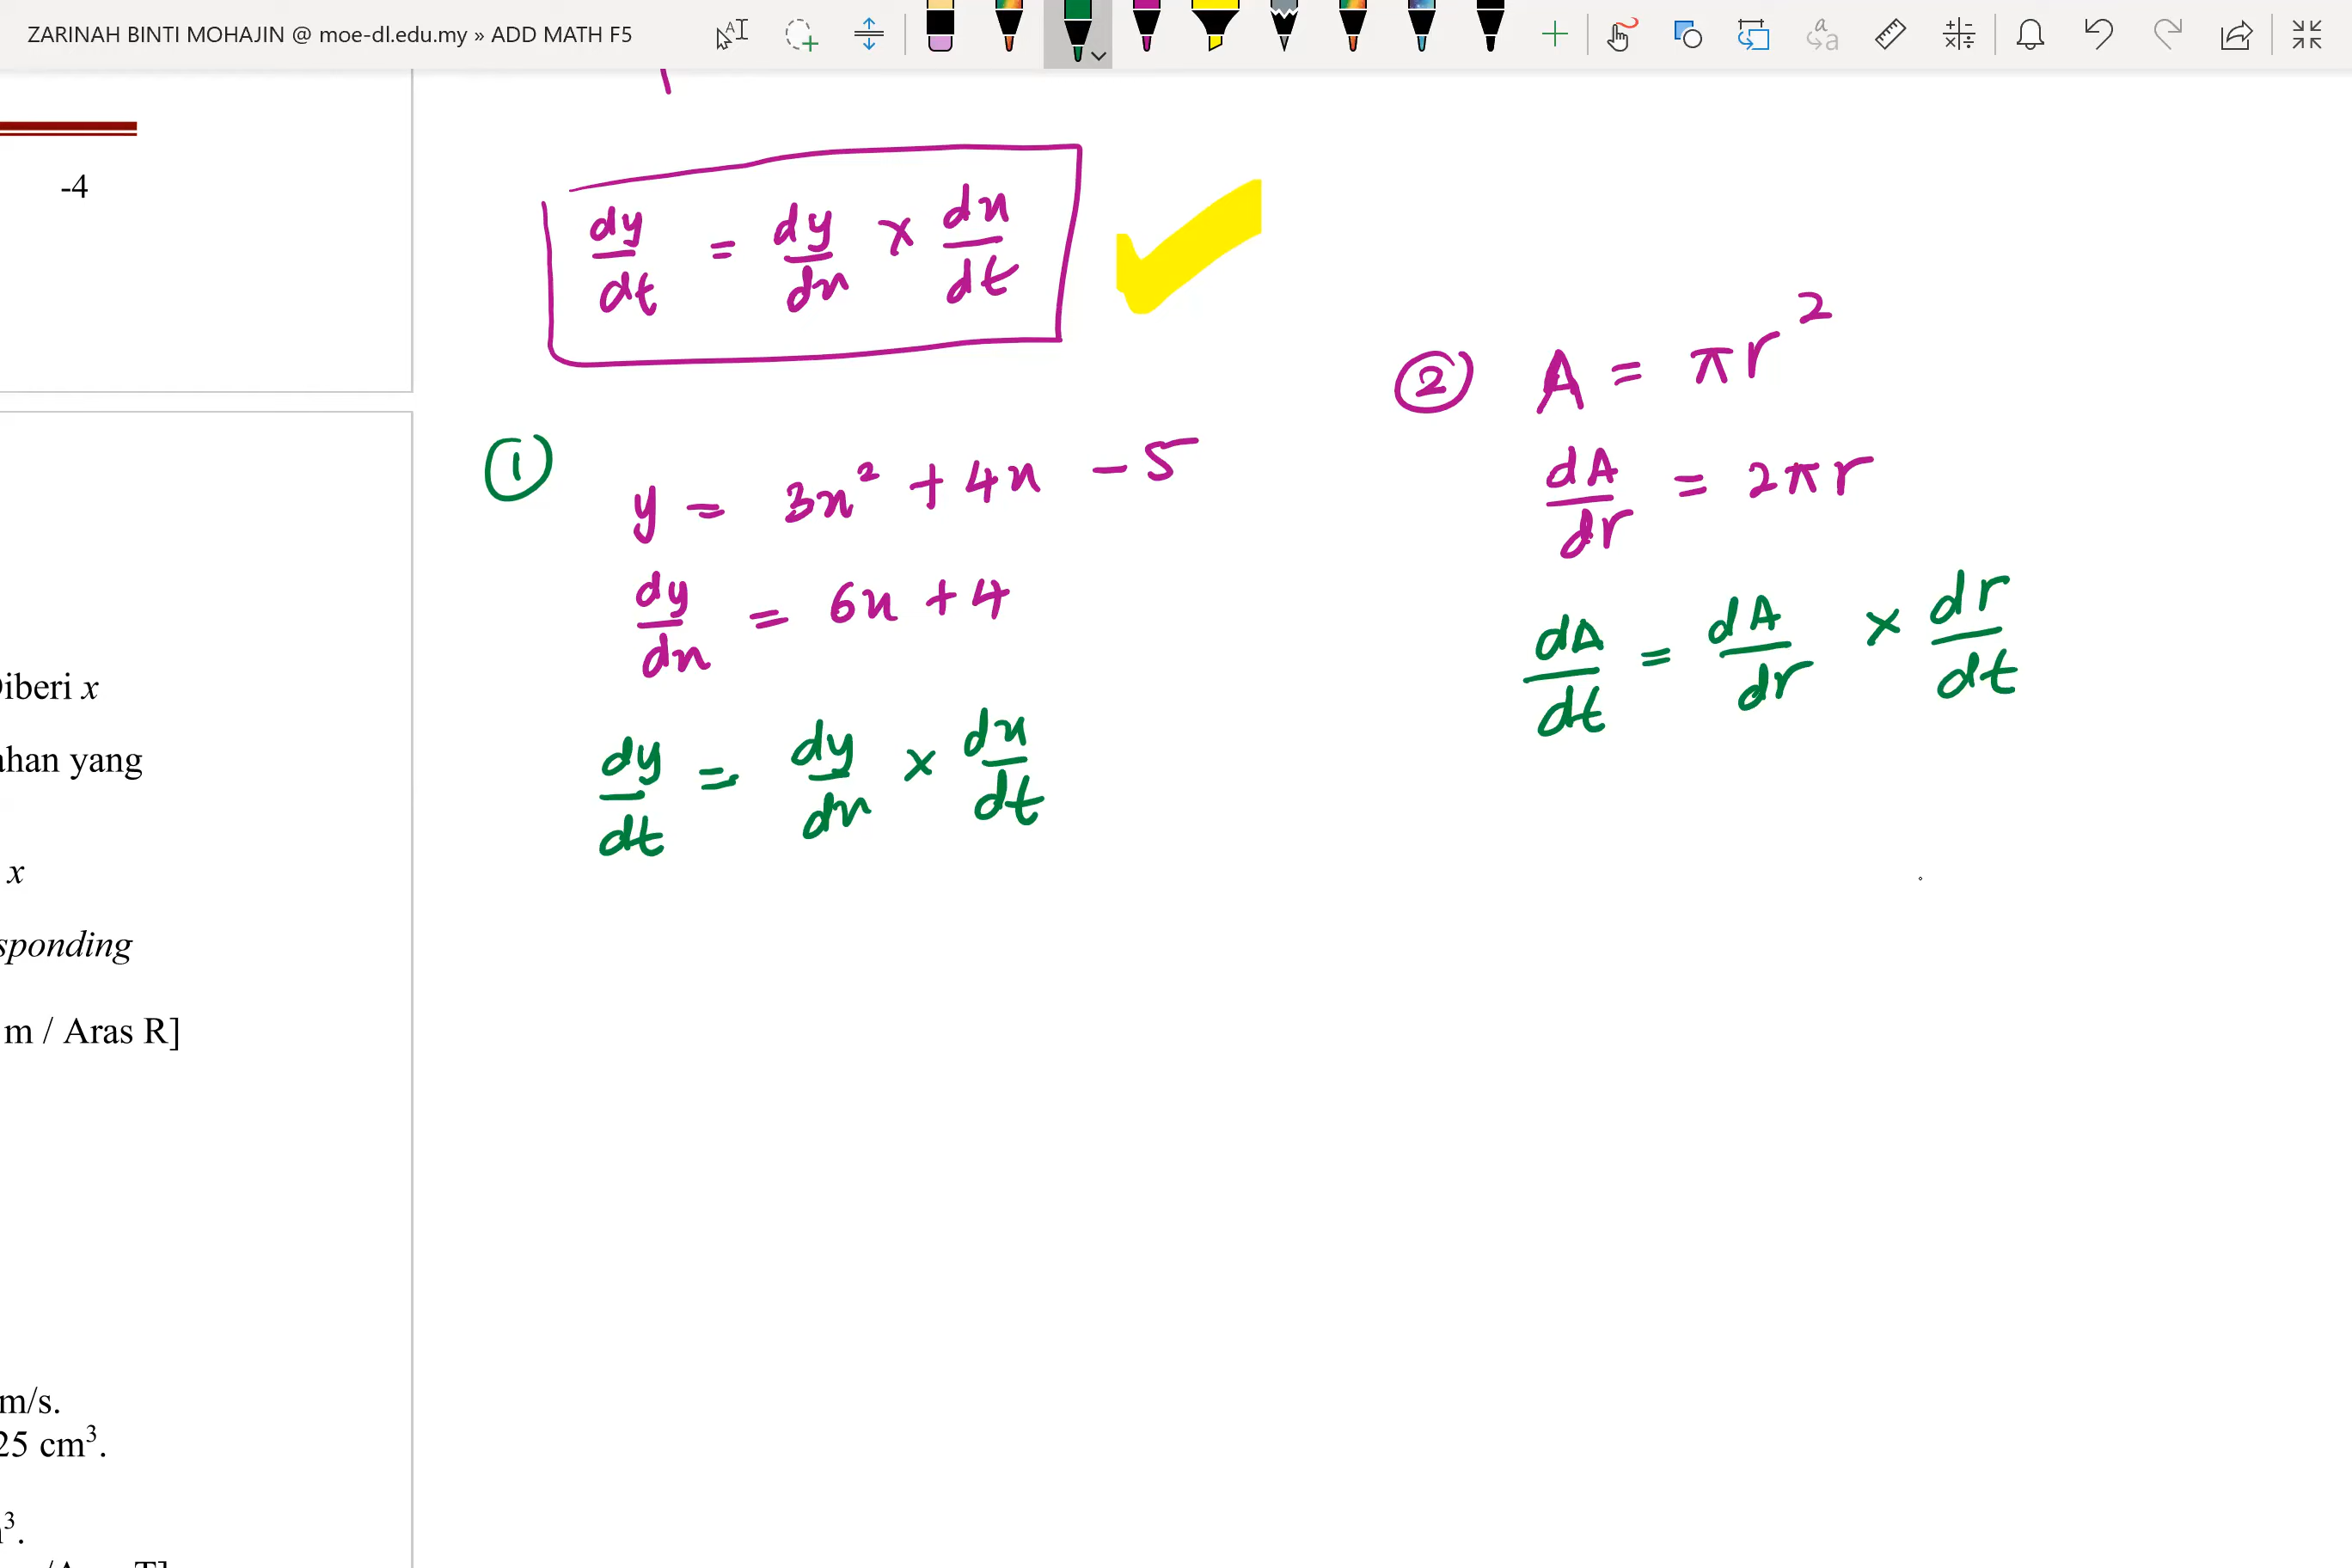 ZARINAH BINTI MOHAJIN @ moe-dl.edu.my » ADD MATH F5
-4
dy/dt = dy/dx × dx/dt
① y = 3x² + 4x - 5
dy/dx = 6x + 4
dy/dt = dy/dx × dx/dt
② A = πr²
dA/dr = 2πr
dA/dt = dA/dr × dr/dt
iberi x
ahan yang
x
sponding
m / Aras R]
m/s.
25 cm³.
³.